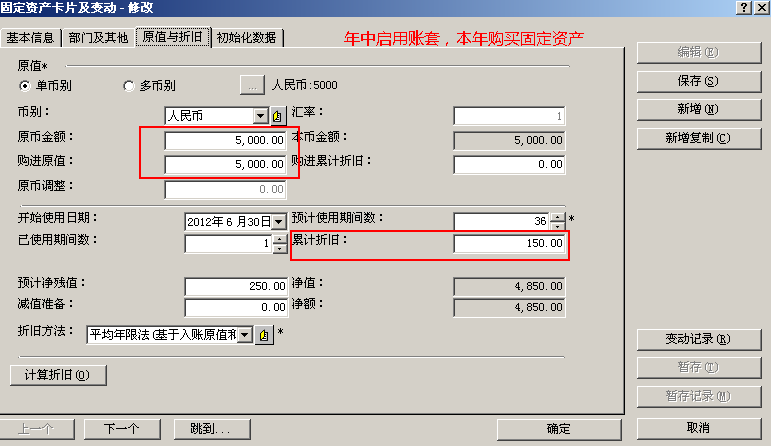 固定资产卡片及变动 - 修改
基本信息 部门及其他 原值与折旧 初始化数据
年中启用账套，本年购买固定资产
原值*
单币别 多币别 ... 人民币:5000
币别： 人民币 汇率： 1
原币金额： 5,000.00 本币金额： 5,000.00
购进原值： 5,000.00 购进累计折旧： 0.00
原币调整： 0.00
开始使用日期： 2012年 6 月30日 预计使用期间数： 36 *
已使用期间数： 1 累计折旧： 150.00
预计净残值： 250.00 净值： 4,850.00
减值准备： 0.00 净额： 4,850.00
折旧方法： 平均年限法(基于入账原值和 *
计算折旧(O)
上一个 下一个 跳到... 确定
编辑(E)
保存(S)
新增(N)
新增复制(C)
变动记录(R)
暂存(T)
暂存记录(M)
取消